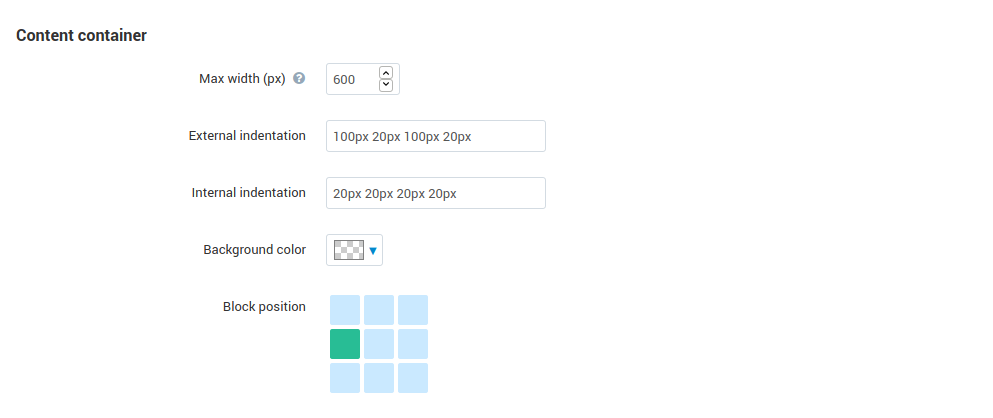 Content container
Max width (px) ?
600
External indentation
100px 20px 100px 20px
Internal indentation
20px 20px 20px 20px
Background color
Block position